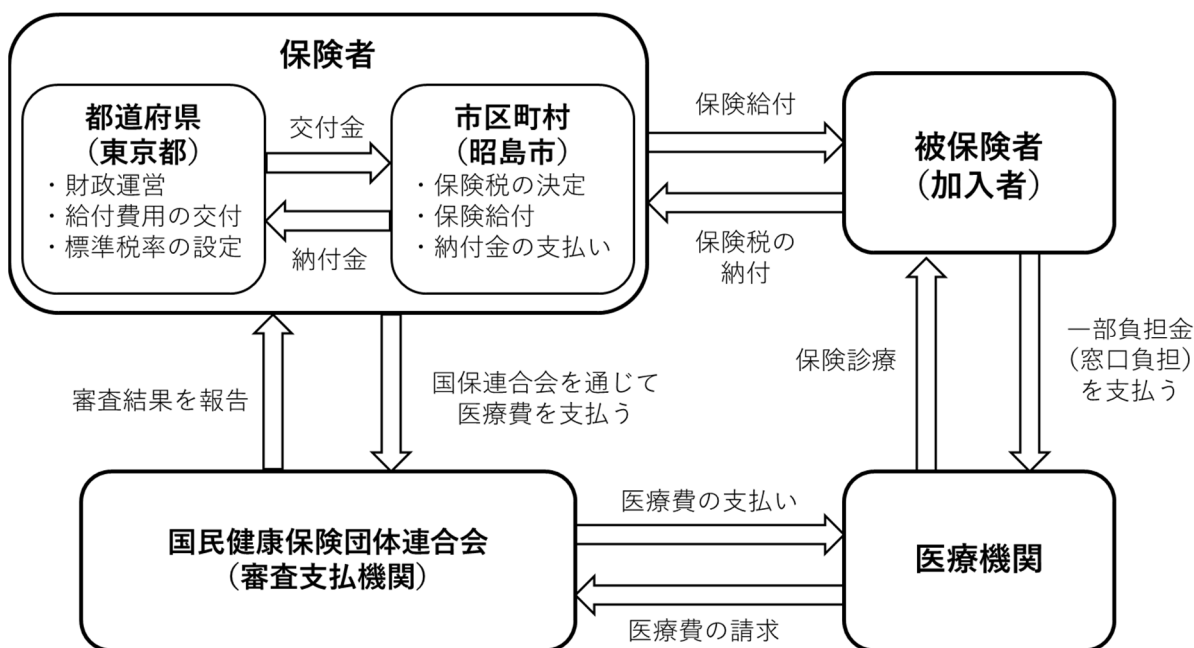 保険者
都道府県
（東京都）
・財政運営
・給付費用の交付
・標準税率の設定
交付金
納付金
市区町村
（昭島市）
・保険税の決定
・保険給付
・納付金の支払い
保険給付
保険税の
納付
被保険者
（加入者）
審査結果を報告
国保連合会を通じて
医療費を支払う
保険診療
一部負担金
（窓口負担）
を支払う
国民健康保険団体連合会
（審査支払機関）
医療費の支払い
医療費の請求
医療機関